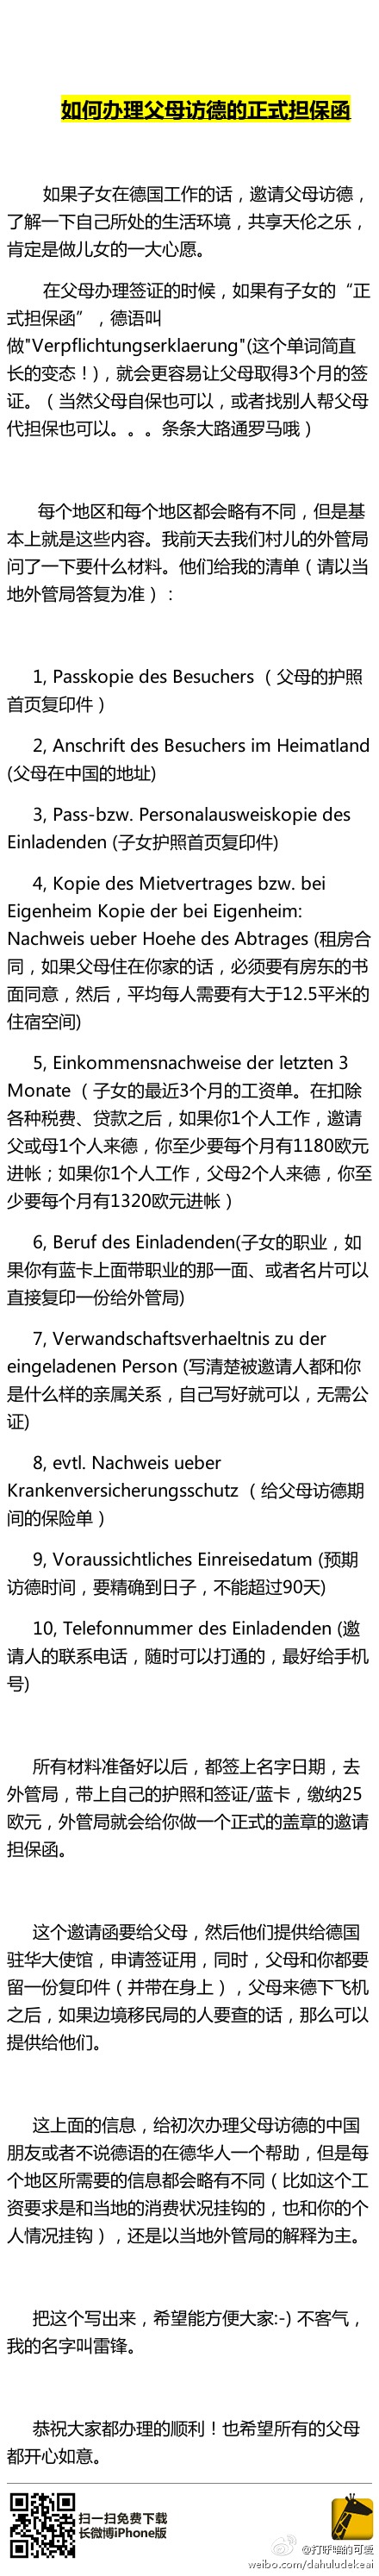 如何办理父母访德的正式担保函
如果子女在德国工作的话，邀请父母访德，
了解一下自己所处的生活环境，共享天伦之乐，
肯定是做儿女的一大心愿。
在父母办理签证的时候，如果有子女的“正
式担保函”，德语叫
做"Verpflichtungserklaerung"(这个单词简直
长的变态！)，就会更容易让父母取得3个月的签
证。（当然父母自保也可以，或者找别人帮父母
代担保也可以。。。条条大路通罗马哦）
每个地区和每个地区都会略有不同，但是基
本上就是这些内容。我前天去我们村儿的外管局
问了一下要什么材料。他们给我的清单（请以当
地外管局答复为准）：
1, Passkopie des Besuchers （父母的护照
首页复印件）
2, Anschrift des Besuchers im Heimatland
(父母在中国的地址)
3, Pass-bzw. Personalausweiskopie des
Einladenden (子女护照首页复印件)
4, Kopie des Mietvertrages bzw. bei
Eigenheim Kopie der bei Eigenheim:
Nachweis ueber Hoehe des Abtrages (租房合
同，如果父母住在你家的话，必须要有房东的书
面同意，然后，平均每人需要有大于12.5平米的
住宿空间)
5, Einkommensnachweise der letzten 3
Monate （子女的最近3个月的工资单。在扣除
各种税费、贷款之后，如果你1个人工作，邀请
父或母1个人来德，你至少要每个月有1180欧元
进帐；如果你1个人工作，父母2个人来德，你至
少要每个月有1320欧元进帐）
6, Beruf des Einladenden(子女的职业，如
果你有蓝卡上面带职业的那一面、或者名片可以
直接复印一份给外管局)
7, Verwandschaftsverhaeltnis zu der
eingeladenen Person (写清楚被邀请人都和你
是什么样的亲属关系，自己写好就可以，无需公
证)
8, evtl. Nachweis ueber
Krankenversicherungsschutz （给父母访德期
间的保险单）
9, Voraussichtliches Einreisedatum (预期
访德时间，要精确到日子，不能超过90天)
10, Telefonnummer des Einladenden (邀
请人的联系电话，随时可以打通的，最好给手机
号)
所有材料准备好以后，都签上名字日期，去
外管局，带上自己的护照和签证/蓝卡，缴纳25
欧元，外管局就会给你做一个正式的盖章的邀请
担保函。
这个邀请函要给父母，然后他们提供给德国
驻华大使馆，申请签证用，同时，父母和你都要
留一份复印件（并带在身上），父母来德下飞机
之后，如果边境移民局的人要查的话，那么可以
提供给他们。
这上面的信息，给初次办理父母访德的中国
朋友或者不说德语的在德华人一个帮助，但是每
个地区所需要的信息都会略有不同（比如这个工
资要求是和当地的消费状况挂钩的，也和你的个
人情况挂钩），还是以当地外管局的解释为主。
把这个写出来，希望能方便大家:-) 不客气，
我的名字叫雷锋。
恭祝大家都办理的顺利！也希望所有的父母
都开心如意。
扫一扫免费下载
长微博iPhone版
@打呼噜的可爱
weibo.com/dahuludekeai